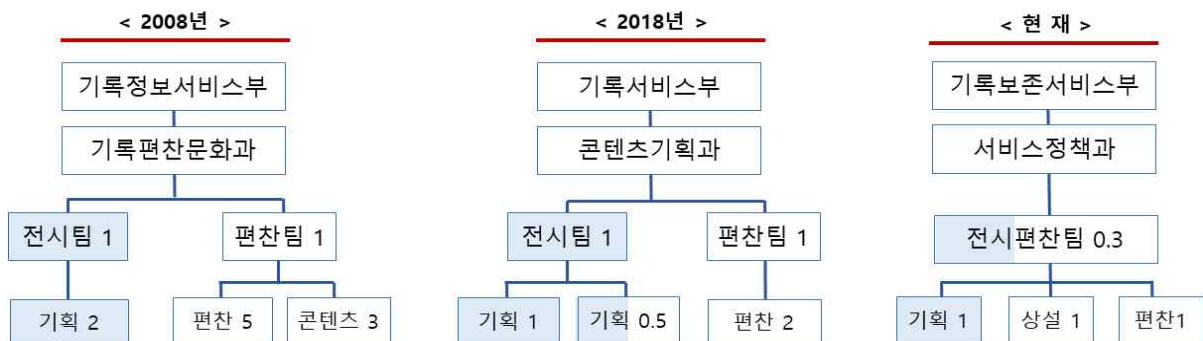 < 2008년 >
기록정보서비스부
기록편찬문화과
전시팀 1
편찬팀 1
기획 2
편찬 5
콘텐츠 3
< 2018년 >
기록서비스부
콘텐츠기획과
전시팀 1
편찬팀 1
기획 1
기획 0.5
편찬 2
< 현 재 >
기록보존서비스부
서비스정책과
전시편찬팀 0.3
기획 1
상설 1
편찬1